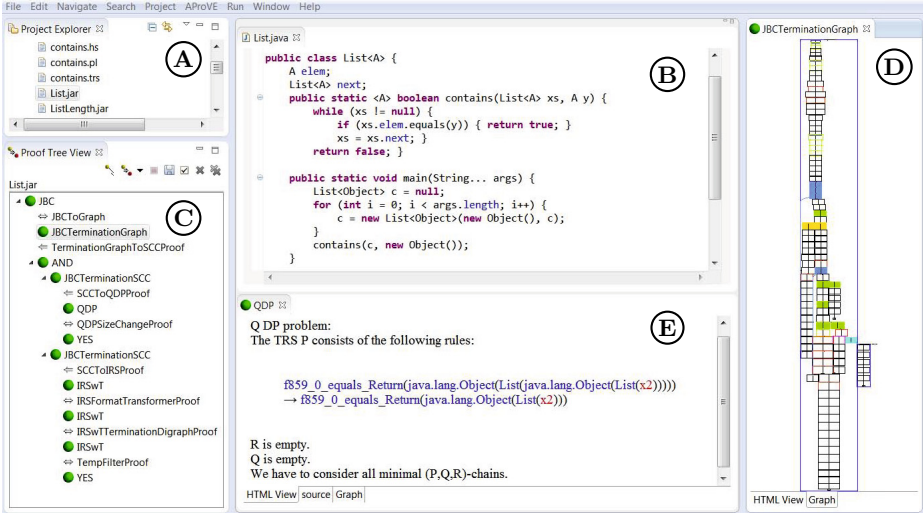 File Edit Navigate Search Project AProVE Run Window Help
Project Explorer
A
contains.hs
contains.pl
contains.trs
List.jar
ListLength.jar
Proof Tree View
List.jar
C
JBC
⇔ JBCToGraph
JBCTerminationGraph
⇐ TerminationGraphToSCCProof
AND
JBCTerminationSCC
⇐ SCCToQDPProof
QDP
⇔ QDPSizeChangeProof
YES
JBCTerminationSCC
⇐ SCCToIRSProof
IRSwT
⇔ IRSFormatTransformerProof
IRSwT
⇔ IRSwTTerminationDigraphProof
IRSwT
⇔ TempFilterProof
YES
List.java
B
public class List<A> {
A elem;
List<A> next;
public static <A> boolean contains(List<A> xs, A y) {
while (xs != null) {
if (xs.elem.equals(y)) { return true; }
xs = xs.next; }
return false; }
public static void main(String... args) {
List<Object> c = null;
for (int i = 0; i < args.length; i++) {
c = new List<Object>(new Object(), c);
}
contains(c, new Object());
}
QDP
E
Q DP problem:
The TRS P consists of the following rules:
f859_0_equals_Return(java.lang.Object(List(java.lang.Object(List(x2)))))
→ f859_0_equals_Return(java.lang.Object(List(x2)))
R is empty.
Q is empty.
We have to consider all minimal (P,Q,R)-chains.
HTML View source Graph
JBCTerminationGraph
D
HTML View Graph